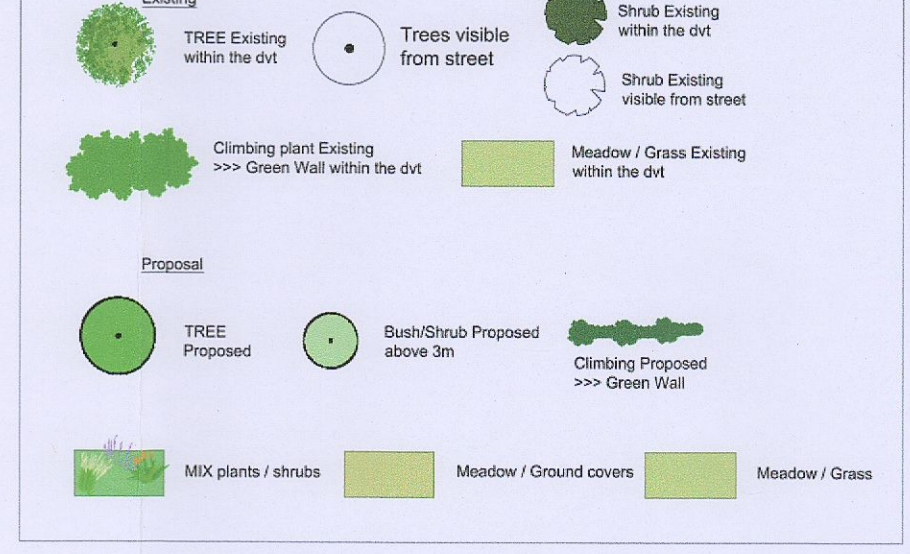 Existing
TREE Existing
within the dvt
Trees visible
from street
Shrub Existing
within the dvt
Shrub Existing
visible from street
Climbing plant Existing
>>> Green Wall within the dvt
Meadow / Grass Existing
within the dvt
Proposal
TREE
Proposed
Bush/Shrub Proposed
above 3m
Climbing Proposed
>>> Green Wall
MIX plants / shrubs
Meadow / Ground covers
Meadow / Grass